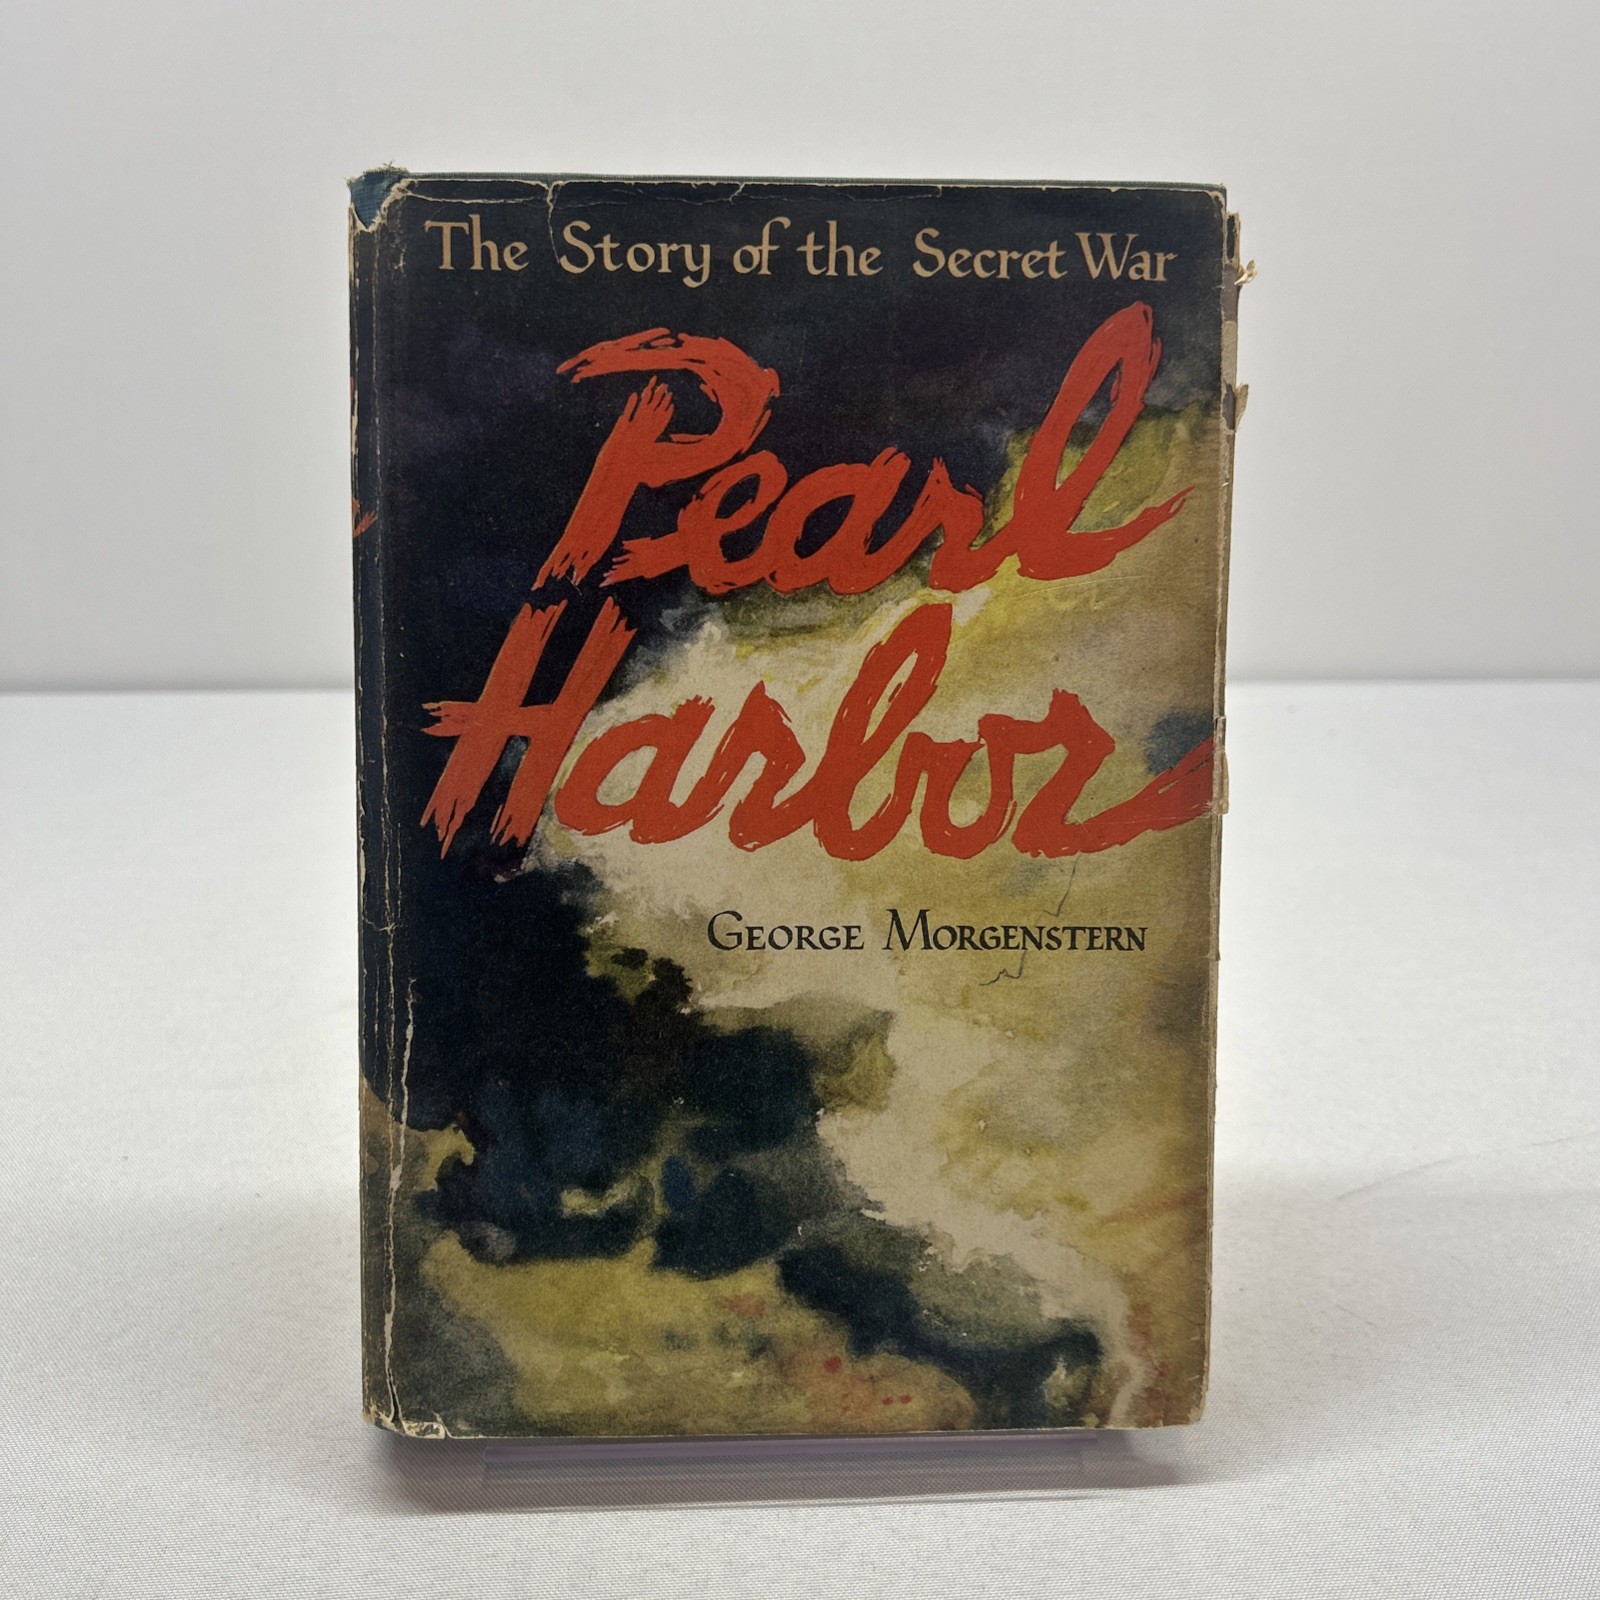 The Story of the Secret War
Pearl
Harbor
GEORGE MORGENSTERN